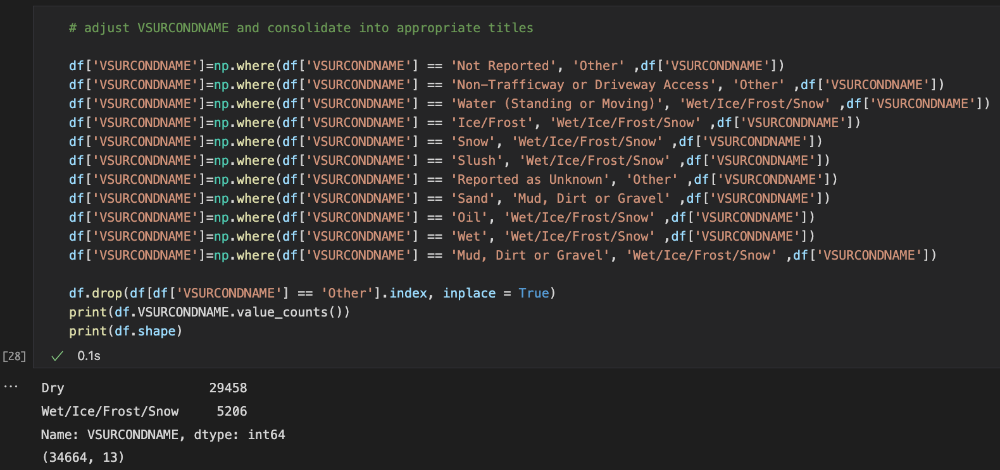 # adjust VSURCONDNAME and consolidate into appropriate titles
df['VSURCONDNAME']=np.where(df['VSURCONDNAME'] == 'Not Reported', 'Other' ,df['VSURCONDNAME'])
df['VSURCONDNAME']=np.where(df['VSURCONDNAME'] == 'Non-Trafficway or Driveway Access', 'Other' ,df['VSURCONDNAME'])
df['VSURCONDNAME']=np.where(df['VSURCONDNAME'] == 'Water (Standing or Moving)', 'Wet/Ice/Frost/Snow' ,df['VSURCONDNAME'])
df['VSURCONDNAME']=np.where(df['VSURCONDNAME'] == 'Ice/Frost', 'Wet/Ice/Frost/Snow' ,df['VSURCONDNAME'])
df['VSURCONDNAME']=np.where(df['VSURCONDNAME'] == 'Snow', 'Wet/Ice/Frost/Snow' ,df['VSURCONDNAME'])
df['VSURCONDNAME']=np.where(df['VSURCONDNAME'] == 'Slush', 'Wet/Ice/Frost/Snow' ,df['VSURCONDNAME'])
df['VSURCONDNAME']=np.where(df['VSURCONDNAME'] == 'Reported as Unknown', 'Other' ,df['VSURCONDNAME'])
df['VSURCONDNAME']=np.where(df['VSURCONDNAME'] == 'Sand', 'Mud, Dirt or Gravel' ,df['VSURCONDNAME'])
df['VSURCONDNAME']=np.where(df['VSURCONDNAME'] == 'Oil', 'Wet/Ice/Frost/Snow' ,df['VSURCONDNAME'])
df['VSURCONDNAME']=np.where(df['VSURCONDNAME'] == 'Wet', 'Wet/Ice/Frost/Snow' ,df['VSURCONDNAME'])
df['VSURCONDNAME']=np.where(df['VSURCONDNAME'] == 'Mud, Dirt or Gravel', 'Wet/Ice/Frost/Snow' ,df['VSURCONDNAME'])
df.drop(df[df['VSURCONDNAME'] == 'Other'].index, inplace = True)
print(df.VSURCONDNAME.value_counts())
print(df.shape)
[28] ✓ 0.1s
... Dry 29458
Wet/Ice/Frost/Snow 5206
Name: VSURCONDNAME, dtype: int64
(34664, 13)